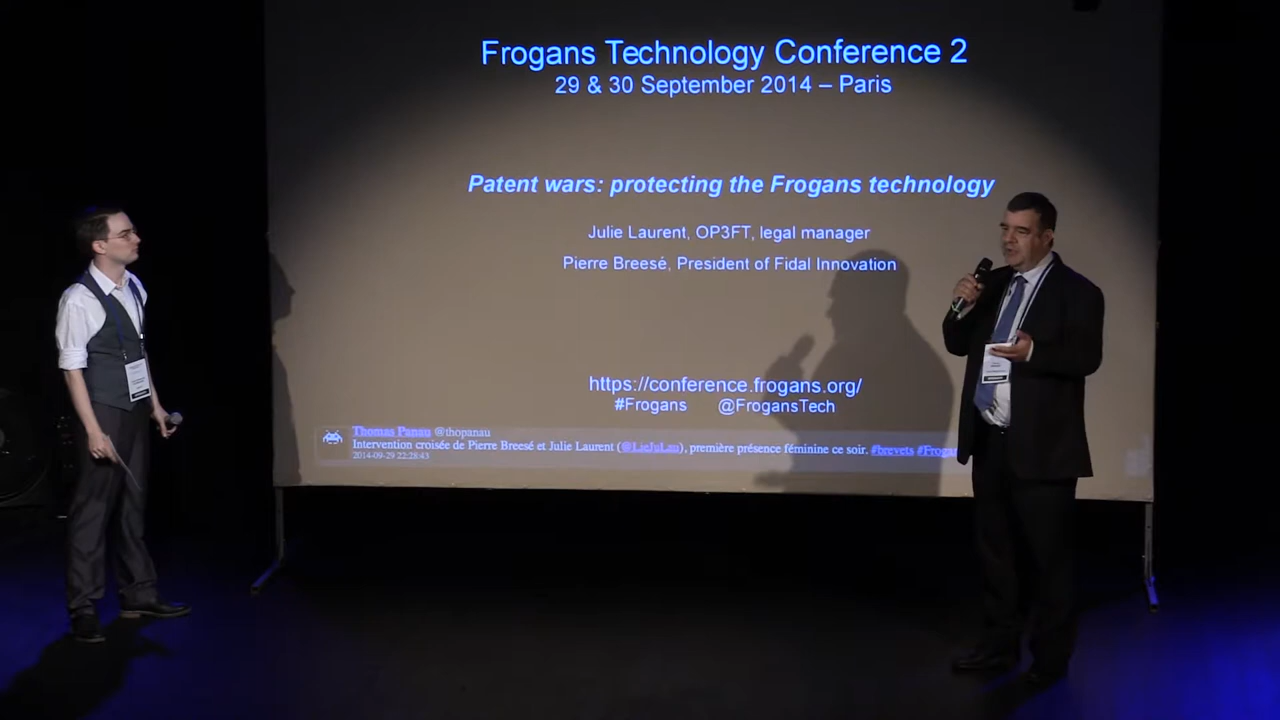 Frogans Technology Conference 2
29 & 30 September 2014 – Paris
Patent wars: protecting the Frogans technology
Julie Laurent, OP3FT, legal manager
Pierre Breesé, President of Fidal Innovation
https://conference.frogans.org/
#Frogans @FrogansTech
Thomas Panau @thopanau
Intervention croisée de Pierre Breesé et Julie Laurent (@LieJuLau), première présence féminine ce soir. #brevets
2014-09-29 22:28:43